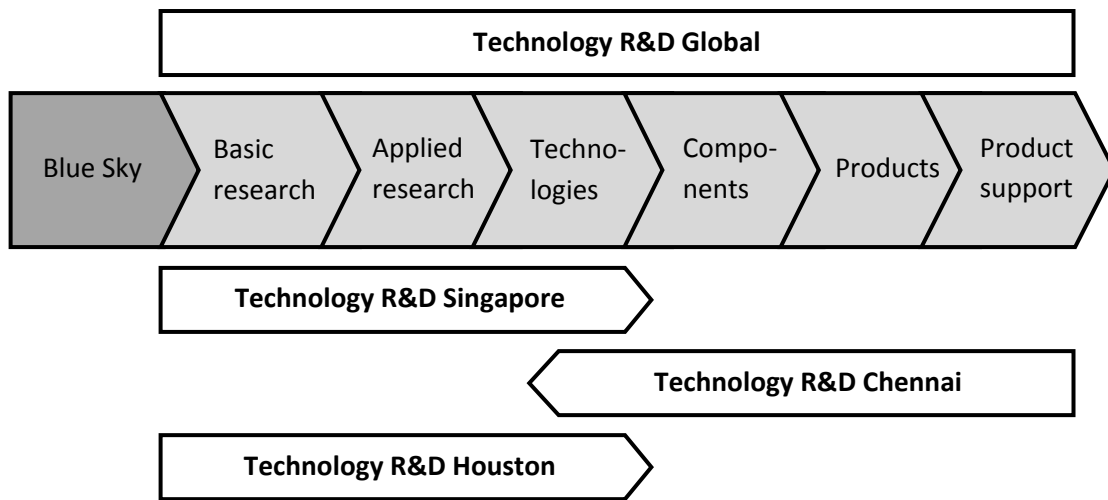 Technology R&D Global
Blue Sky
Basic
research
Applied
research
Techno-
logies
Compo-
nents
Products
Product
support
Technology R&D Singapore
Technology R&D Chennai
Technology R&D Houston